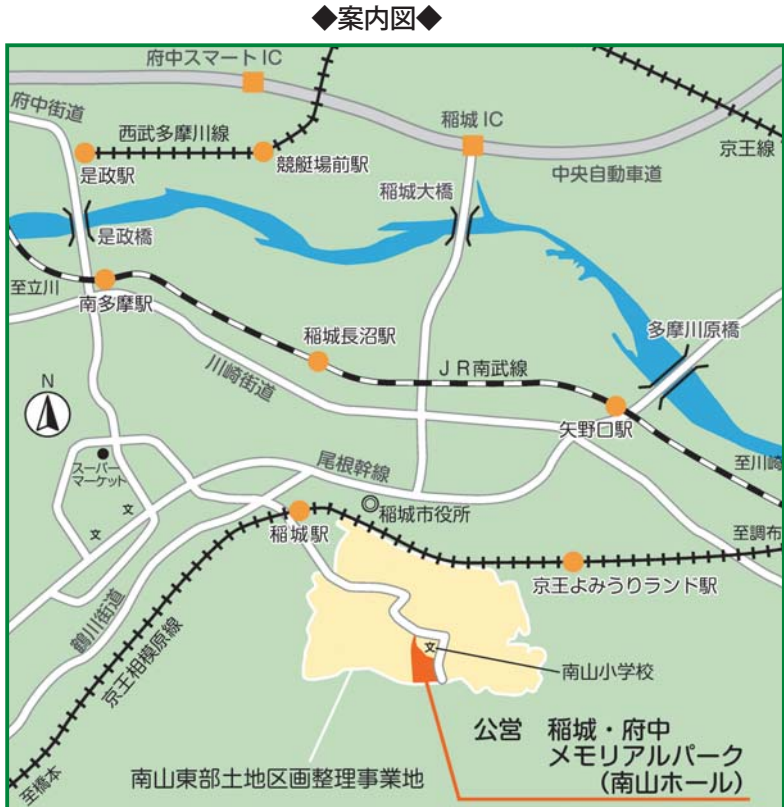 ◆案内図◆
府中スマートIC
府中街道
西武多摩川線
稲城IC
京王線
是政駅
競艇場前駅
中央自動車道
稲城大橋
是政橋
至立川
南多摩駅
多摩川原橋
稲城長沼駅
JR南武線
川崎街道
N
矢野口駅
スーパー
マーケット
尾根幹線
至川崎
文
文
稲城市役所
稲城駅
至調布
京王よみうりランド駅
鶴川街道
京王相模原線
文
南山小学校
公営 稲城・府中
メモリアルパーク
(南山ホール)
南山東部土地区画整理事業地
至橋本